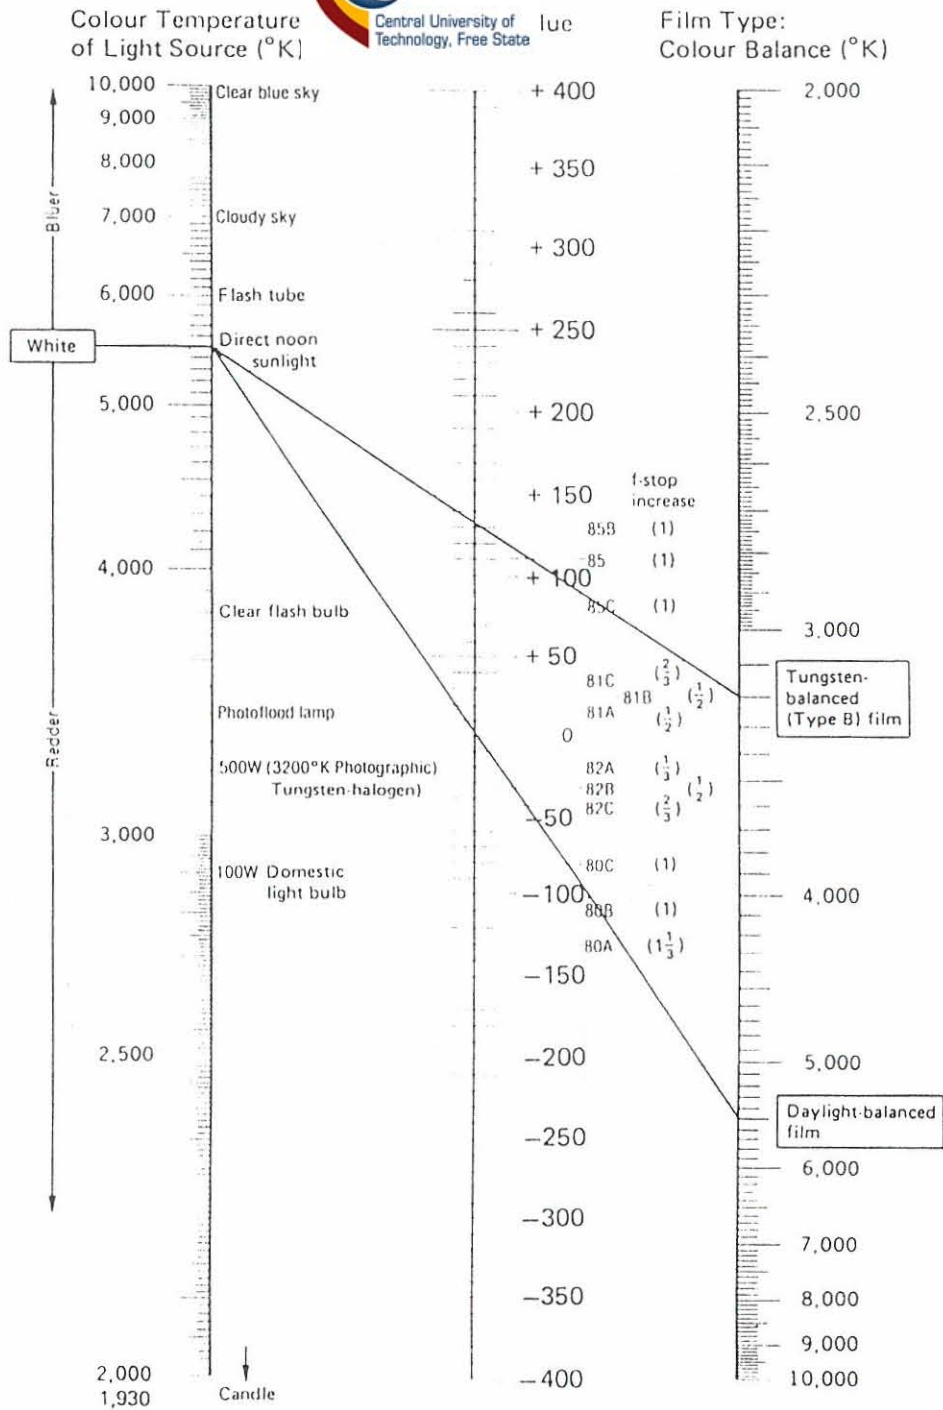 Colour Temperature
of Light Source (°K)
Central University of
Technology, Free State
lue
Film Type:
Colour Balance (°K)
10,000
9,000
8,000
7,000
6,000
5,000
4,000
3,000
2,500
2,000
1,930
Bluer
White
Redder
Clear blue sky
Cloudy sky
Flash tube
Direct noon
sunlight
Clear flash bulb
Photoflood lamp
500W (3200°K Photographic)
Tungsten-halogen)
100W Domestic
light bulb
Candle
+ 400
+ 350
+ 300
+ 250
+ 200
+ 150
+ 100
+ 50
0
-50
-100
-150
-200
-250
-300
-350
-400
f-stop
increase
85B (1)
85 (1)
85C (1)
81C (2/3)
81B (1/2)
81A (1/2)
82A (1/3)
82B (1/2)
82C (2/3)
80C (1)
80B (1)
80A (1 1/3)
2,000
2,500
3,000
Tungsten-
balanced
(Type B) film
4,000
5,000
Daylight-balanced
film
6,000
7,000
8,000
9,000
10,000